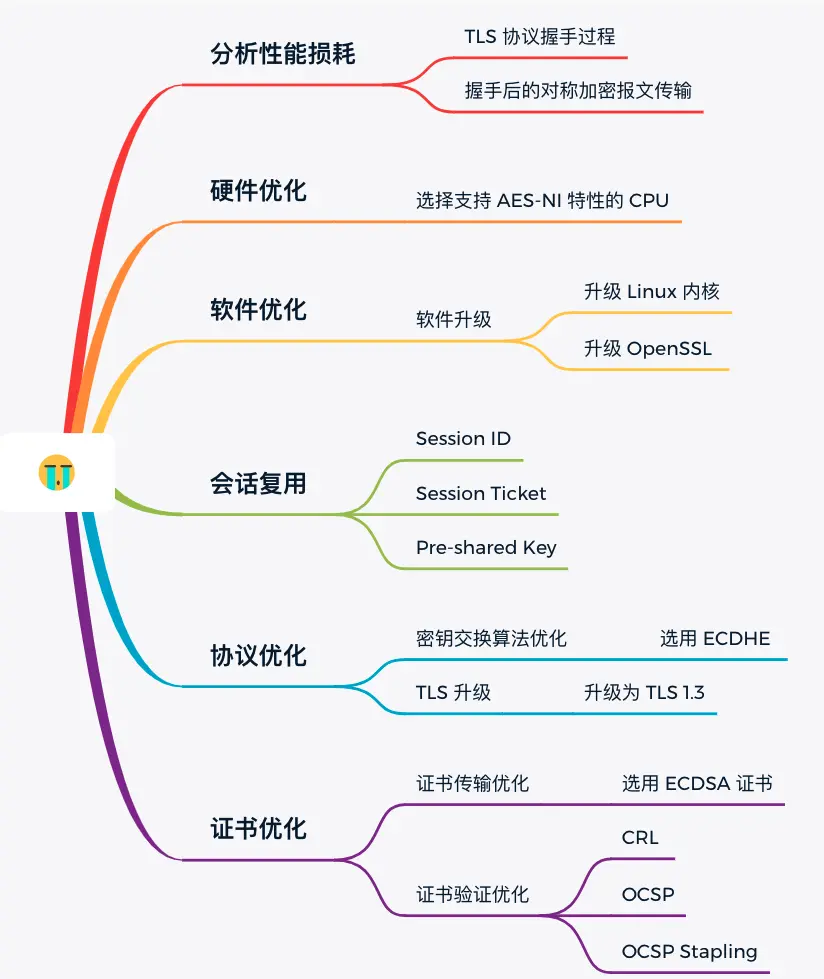 分析性能损耗
TLS 协议握手过程
握手后的对称加密报文传输
硬件优化
选择支持 AES-NI 特性的 CPU
软件优化
软件升级
升级 Linux 内核
升级 OpenSSL
会话复用
Session ID
Session Ticket
Pre-shared Key
协议优化
密钥交换算法优化
选用 ECDHE
TLS 升级
升级为 TLS 1.3
证书优化
证书传输优化
选用 ECDSA 证书
证书验证优化
CRL
OCSP
OCSP Stapling